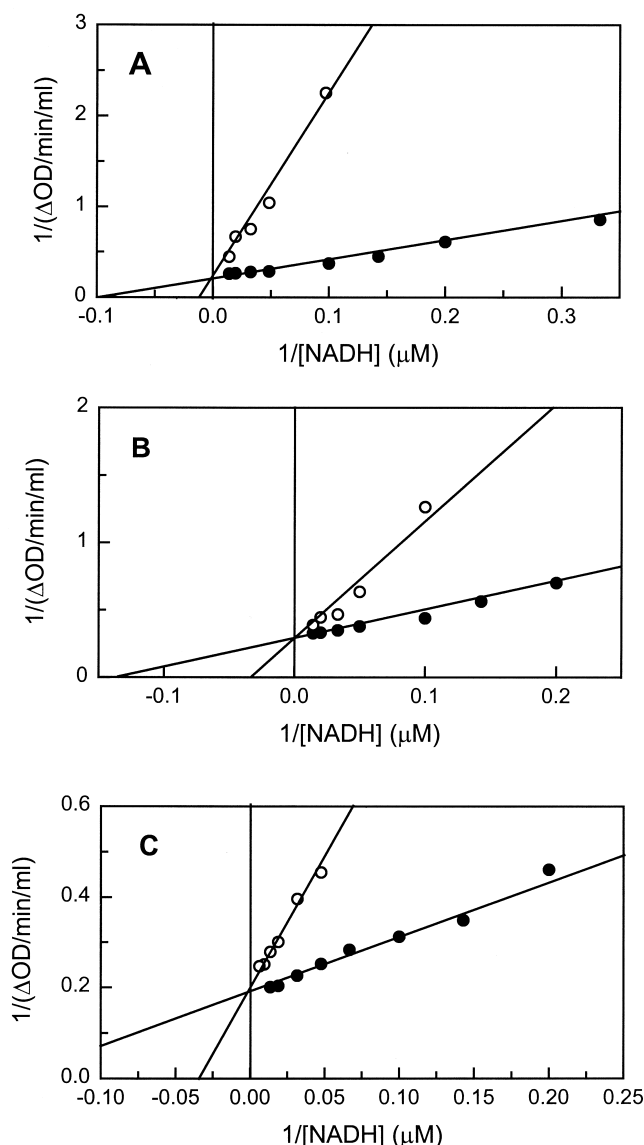 3
A
2
1/(ΔOD/min/ml)
1
0
-0.1 0.0 0.1 0.2 0.3
1/[NADH] (μM)
2
B
1
1/(ΔOD/min/ml)
0
-0.1 0.0 0.1 0.2
1/[NADH] (μM)
0.6
C
0.4
1/(ΔOD/min/ml)
0.2
0.0
-0.10 -0.05 0.00 0.05 0.10 0.15 0.20 0.25
1/[NADH] (μM)